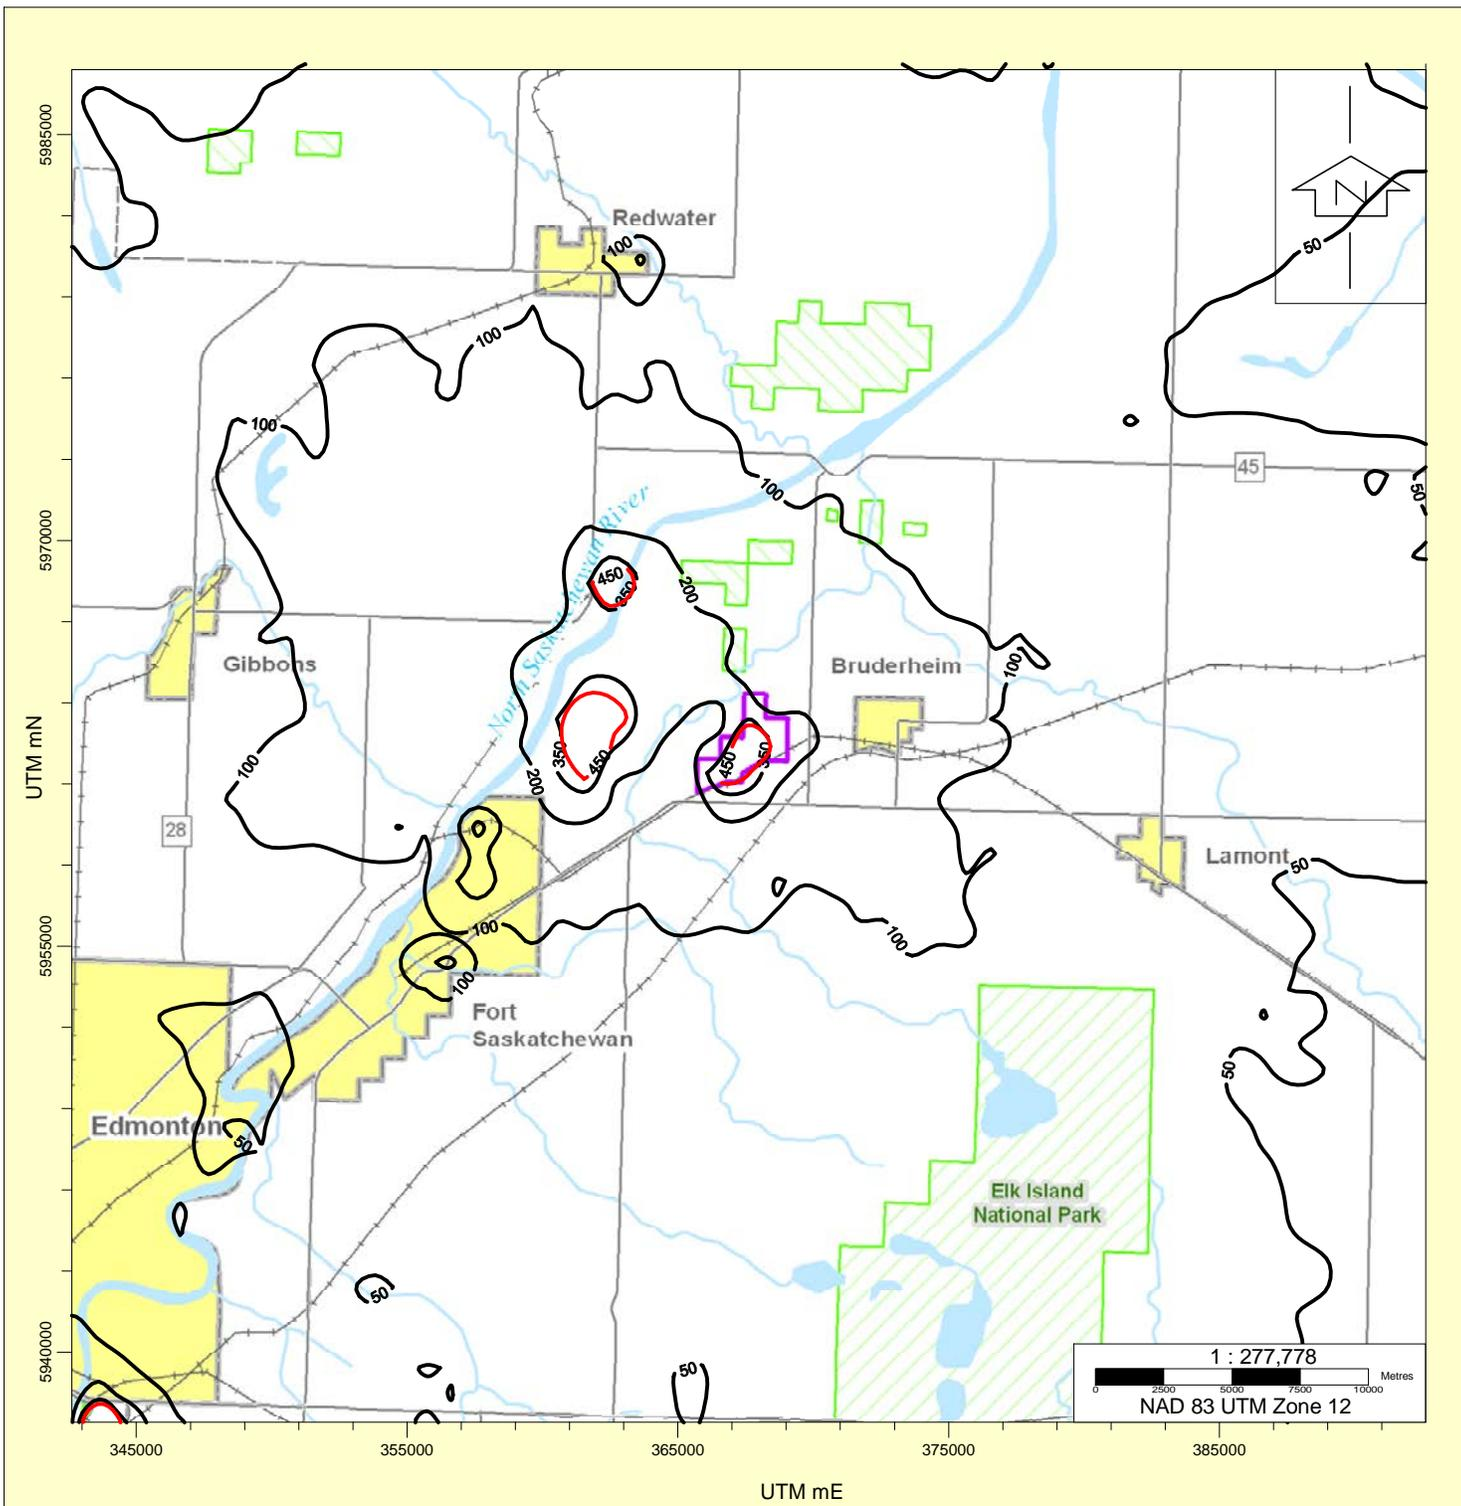 5985000
Redwater
100
50
N
100
100
45
50
100
5970000
450
350
200
North Saskatchewan River
Gibbons
Bruderheim
100
100
350
450
200
450
350
28
Lamont
50
100
100
5955000
100
Fort
Saskatchewan
50
Edmonton
50
Elk Island
National Park
50
5940000
50
1 : 277,778
0 2500 5000 7500 10000 Metres
NAD 83 UTM Zone 12
345000 355000 365000 375000 385000
UTM mE
UTM mN